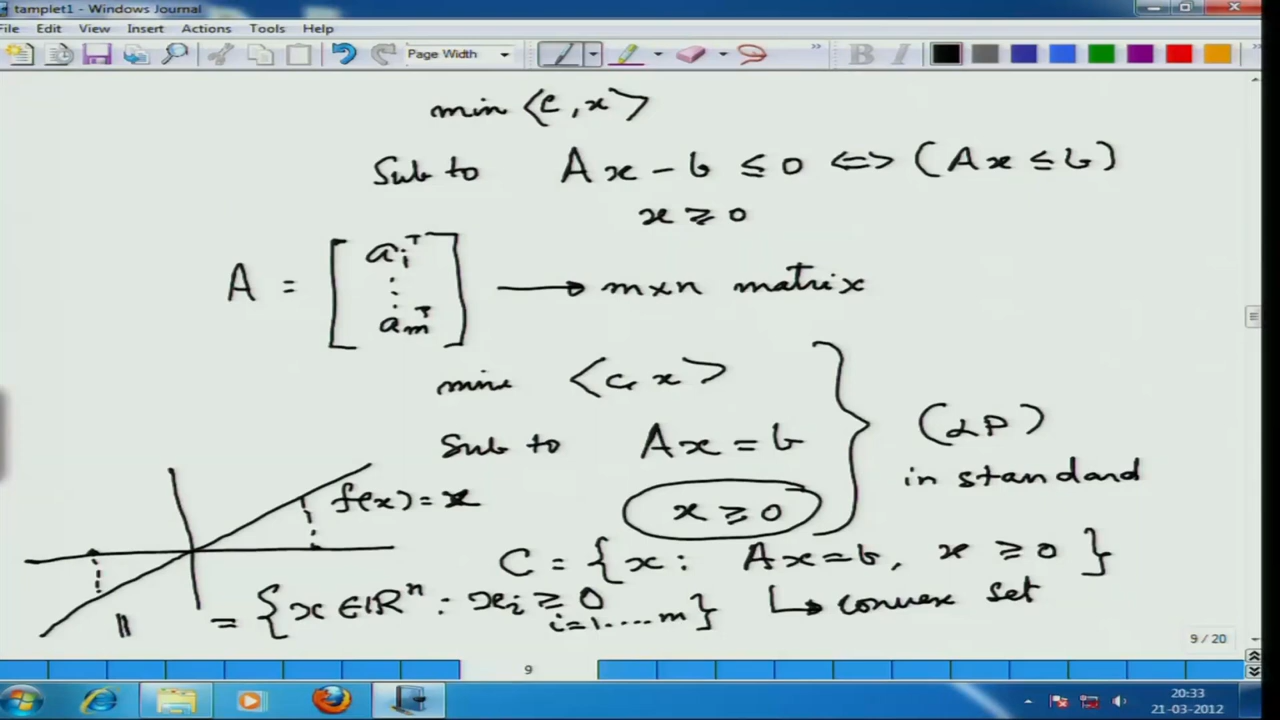 tamplet1 - Windows Journal
File Edit View Insert Actions Tools Help
Page Width
min <c, x>
Sub to Ax - b ≤ 0 <=> (Ax ≤ b)
x ≥ 0
A = [a₁ᵀ ⋮ aₘᵀ] → m×n matrix
min <c, x>
Sub to Ax = b
(LP)
in standard
x ≥ 0
f(x) = x
C = {x : Ax = b, x ≥ 0}
↳ convex set
= {x ∈ ℝⁿ : xᵢ ≥ 0
i=1.....m}
9 / 20
9
20:33
21-03-2012